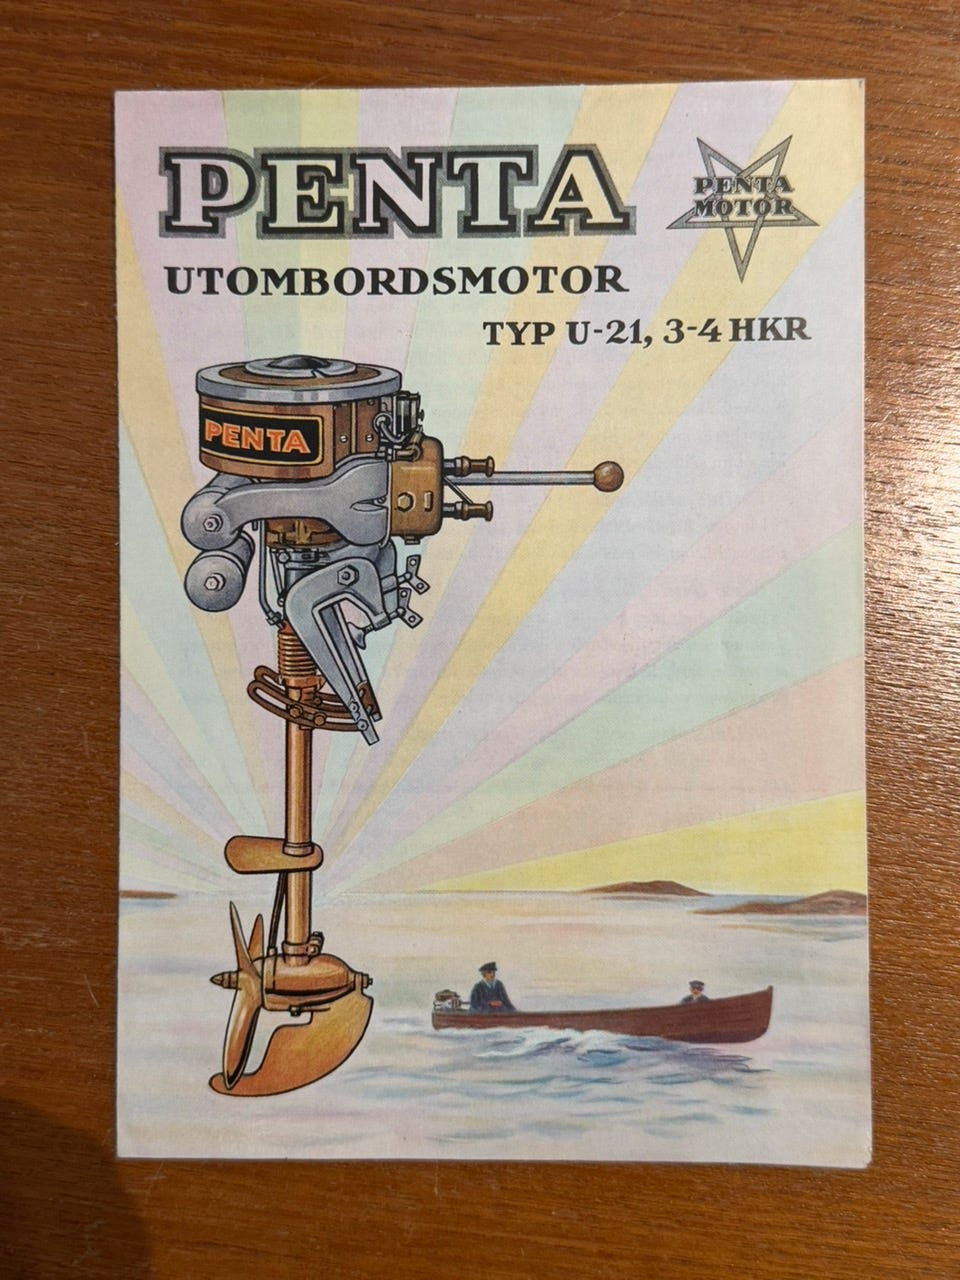 PENTA
PENTA
MOTOR
UTOMBORDSMOTOR
TYP U-21, 3-4 HKR
PENTA